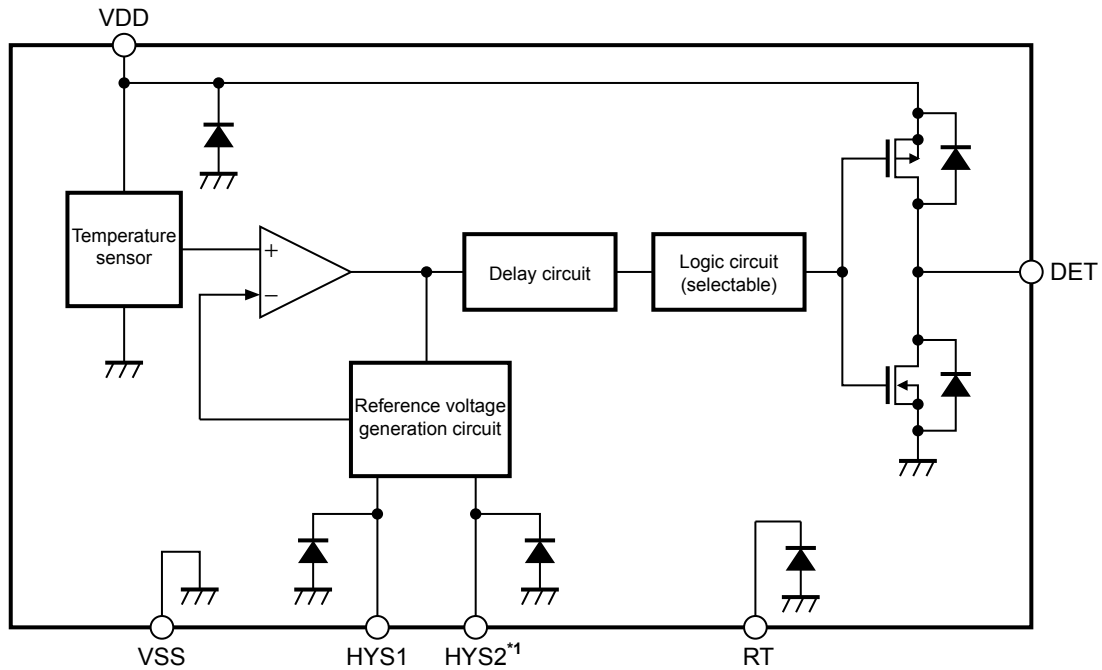 VDD
Temperature
sensor
+
−
Delay circuit
Logic circuit
(selectable)
DET
Reference voltage
generation circuit
VSS
HYS1
HYS2*1
RT